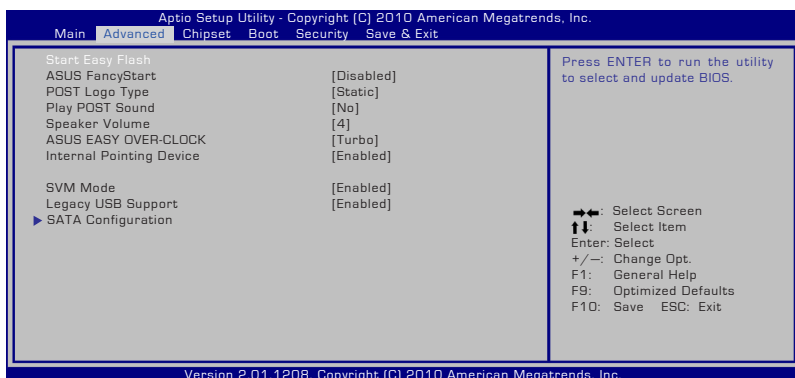 Aptio Setup Utility - Copyright (C) 2010 American Megatrends, Inc.
Main Advanced Chipset Boot Security Save & Exit
Start Easy Flash
ASUS FancyStart [Disabled]
POST Logo Type [Static]
Play POST Sound [No]
Speaker Volume [4]
ASUS EASY OVER-CLOCK [Turbo]
Internal Pointing Device [Enabled]
SVM Mode [Enabled]
Legacy USB Support [Enabled]
▶ SATA Configuration
Press ENTER to run the utility
to select and update BIOS.
→←: Select Screen
↑↓: Select Item
Enter: Select
+/—: Change Opt.
F1: General Help
F9: Optimized Defaults
F10: Save ESC: Exit
Version 2.01.1208. Copyright (C) 2010 American Megatrends, Inc.